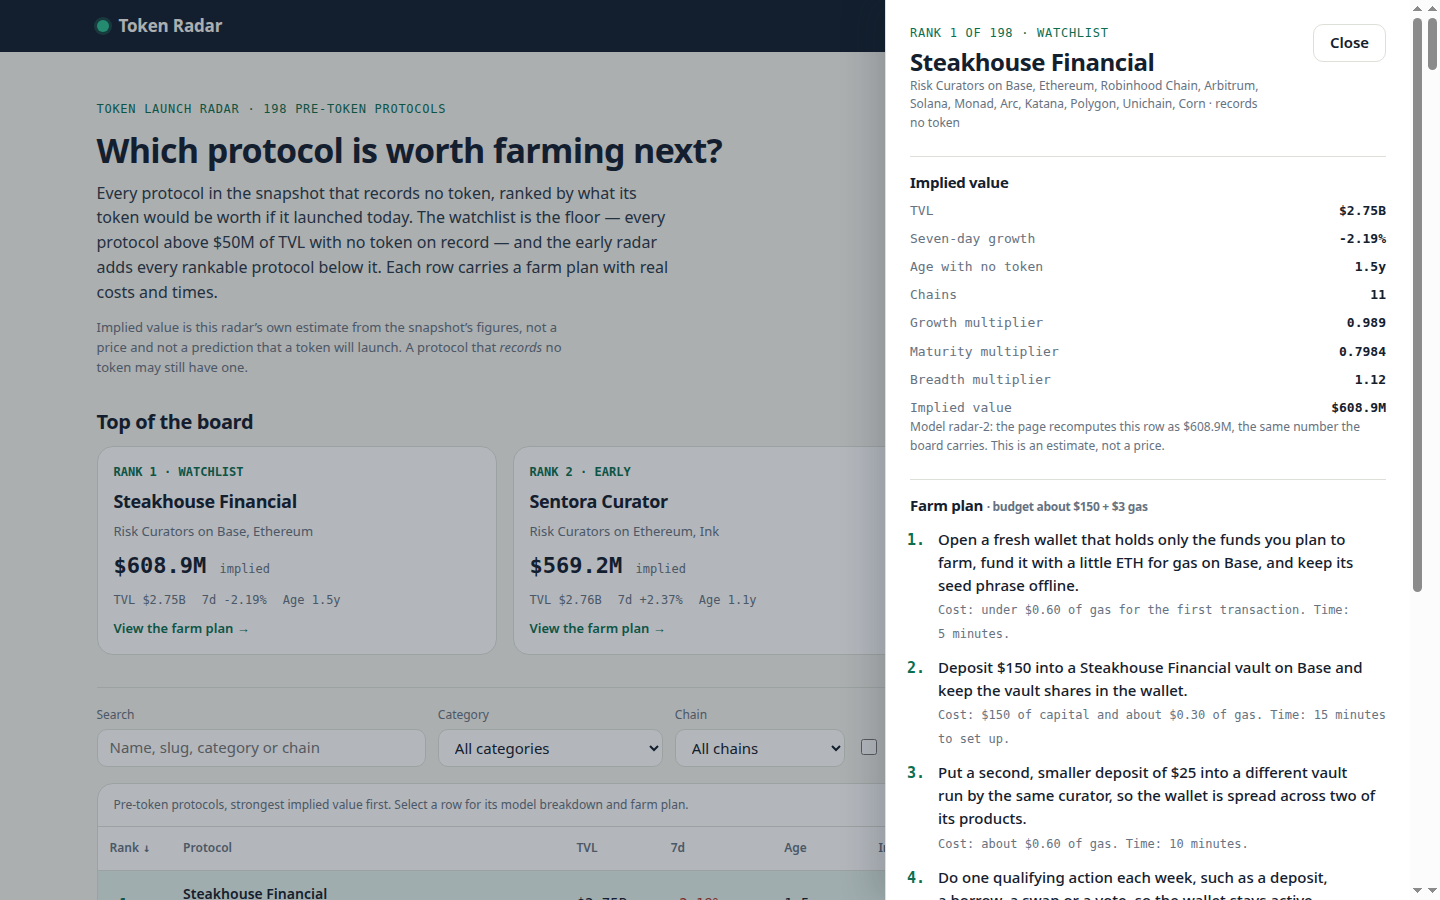 Token Radar
TOKEN LAUNCH RADAR · 198 PRE-TOKEN PROTOCOLS
Which protocol is worth farming next?
Every protocol in the snapshot that records no token, ranked by what its
token would be worth if it launched today. The watchlist is the floor — every
protocol above $50M of TVL with no token on record — and the early radar
adds every rankable protocol below it. Each row carries a farm plan with real
costs and times.
Implied value is this radar's own estimate from the snapshot's figures, not a
price and not a prediction that a token will launch. A protocol that records no
token may still have one.
Top of the board
RANK 1 · WATCHLIST
Steakhouse Financial
Risk Curators on Base, Ethereum
$608.9M implied
TVL $2.75B 7d -2.19% Age 1.5y
View the farm plan →
RANK 2 · EARLY
Sentora Curator
Risk Curators on Ethereum, Ink
$569.2M implied
TVL $2.76B 7d +2.37% Age 1.1y
View the farm plan →
Search
Category
Chain
Name, slug, category or chain
All categories
All chains
Pre-token protocols, strongest implied value first. Select a row for its model breakdown and farm plan.
Rank ↓ Protocol TVL 7d Age
Steakhouse Financial
RANK 1 OF 198 · WATCHLIST
Steakhouse Financial
Close
Risk Curators on Base, Ethereum, Robinhood Chain, Arbitrum,
Solana, Monad, Arc, Katana, Polygon, Unichain, Corn · records
no token
Implied value
TVL $2.75B
Seven-day growth -2.19%
Age with no token 1.5y
Chains 11
Growth multiplier 0.989
Maturity multiplier 0.7984
Breadth multiplier 1.12
Implied value $608.9M
Model radar-2: the page recomputes this row as $608.9M, the same number the
board carries. This is an estimate, not a price.
Farm plan · budget about $150 + $3 gas
1. Open a fresh wallet that holds only the funds you plan to
farm, fund it with a little ETH for gas on Base, and keep its
seed phrase offline.
Cost: under $0.60 of gas for the first transaction. Time:
5 minutes.
2. Deposit $150 into a Steakhouse Financial vault on Base and
keep the vault shares in the wallet.
Cost: $150 of capital and about $0.30 of gas. Time: 15 minutes
to set up.
3. Put a second, smaller deposit of $25 into a different vault
run by the same curator, so the wallet is spread across two of
its products.
Cost: about $0.60 of gas. Time: 10 minutes.
4. Do one qualifying action each week, such as a deposit,
a borrow, a swap or a vote, so the wallet stays active